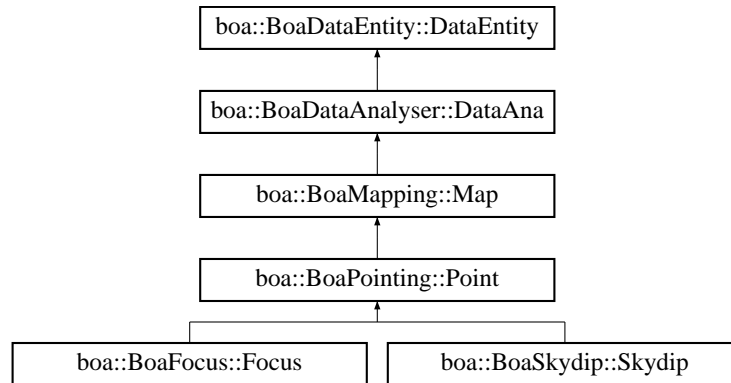 boa::BoaDataEntity::DataEntity
boa::BoaDataAnalyser::DataAna
boa::BoaMapping::Map
boa::BoaPointing::Point
boa::BoaFocus::Focus
boa::BoaSkydip::Skydip